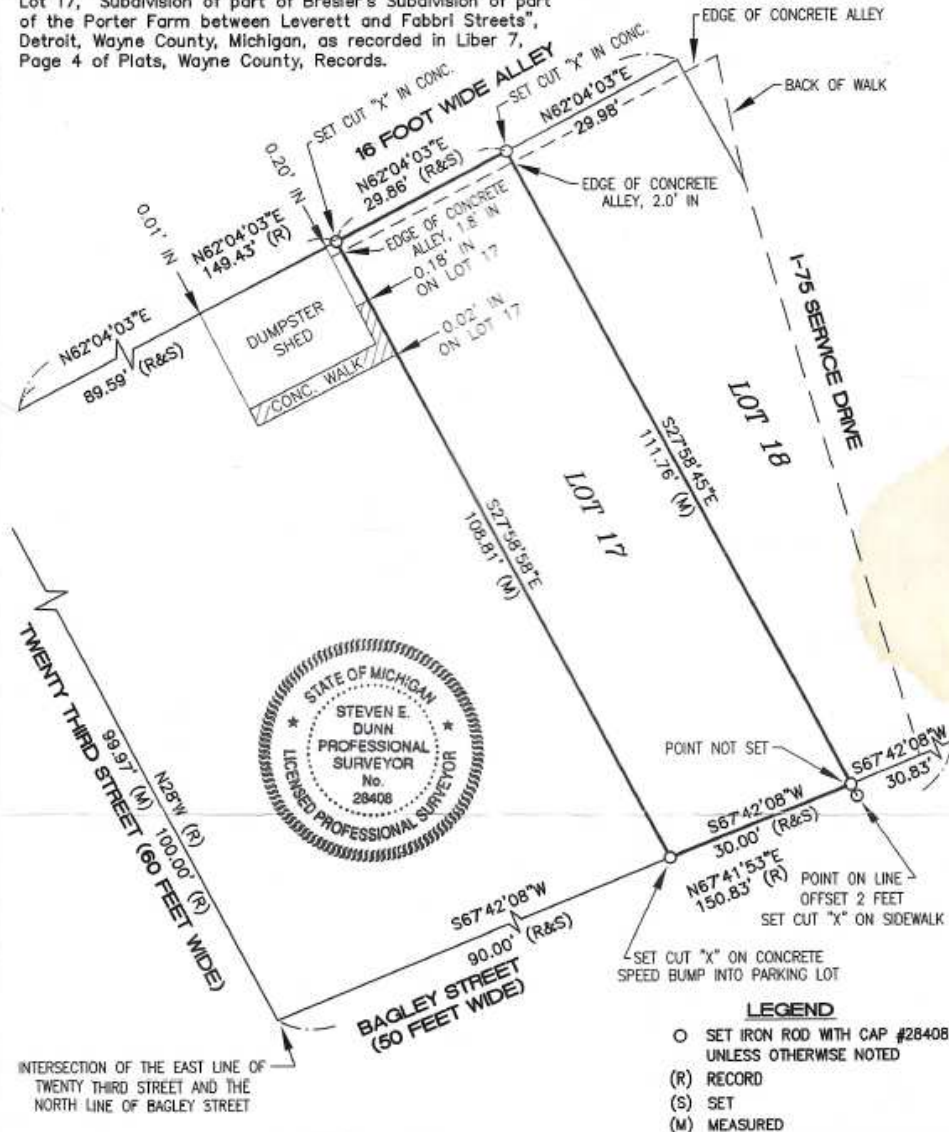 Lot 17, "Subdivision of part of Bresler's Subdivision of part
of the Porter Farm between Leverett and Fabbri Streets",
Detroit, Wayne County, Michigan, as recorded in Liber 7,
Page 4 of Plats, Wayne County, Records.
EDGE OF CONCRETE ALLEY
BACK OF WALK
SET CUT "X" IN CONC.
SET CUT "X" IN CONC.
16 FOOT WIDE ALLEY
N62°04'03"E
29.98'
N62°04'03"E
29.86' (R&S)
EDGE OF CONCRETE
ALLEY, 2.0' IN
0.20' IN
0.01' IN
N62°04'03"E
149.43' (R)
EDGE OF CONCRETE
ALLEY, 1.8' IN
0.18' IN
ON LOT 17
0.02' IN
ON LOT 17
N62°04'03"E
89.59' (R&S)
DUMPSTER
SHED
CONC. WALK
I-75 SERVICE DRIVE
LOT 18
LOT 17
S27°58'45"E
111.76' (M)
S27°58'58"E
108.81' (M)
TWENTY THIRD STREET (60 FEET WIDE)
N28°W (R)
99.97' (M) 100.00' (R)
STATE OF MICHIGAN
STEVEN E.
DUNN
PROFESSIONAL
SURVEYOR
No.
28408
LICENSED PROFESSIONAL SURVEYOR
POINT NOT SET
S67°42'08"W
30.83'
S67°42'08"W
30.00' (R&S)
N67°41'53"E
150.83' (R)
POINT ON LINE
OFFSET 2 FEET
SET CUT "X" ON SIDEWALK
S67°42'08"W
90.00' (R&S)
SET CUT "X" ON CONCRETE
SPEED BUMP INTO PARKING LOT
BAGLEY STREET
(50 FEET WIDE)
INTERSECTION OF THE EAST LINE OF
TWENTY THIRD STREET AND THE
NORTH LINE OF BAGLEY STREET
LEGEND
SET IRON ROD WITH CAP #28408
UNLESS OTHERWISE NOTED
(R) RECORD
(S) SET
(M) MEASURED